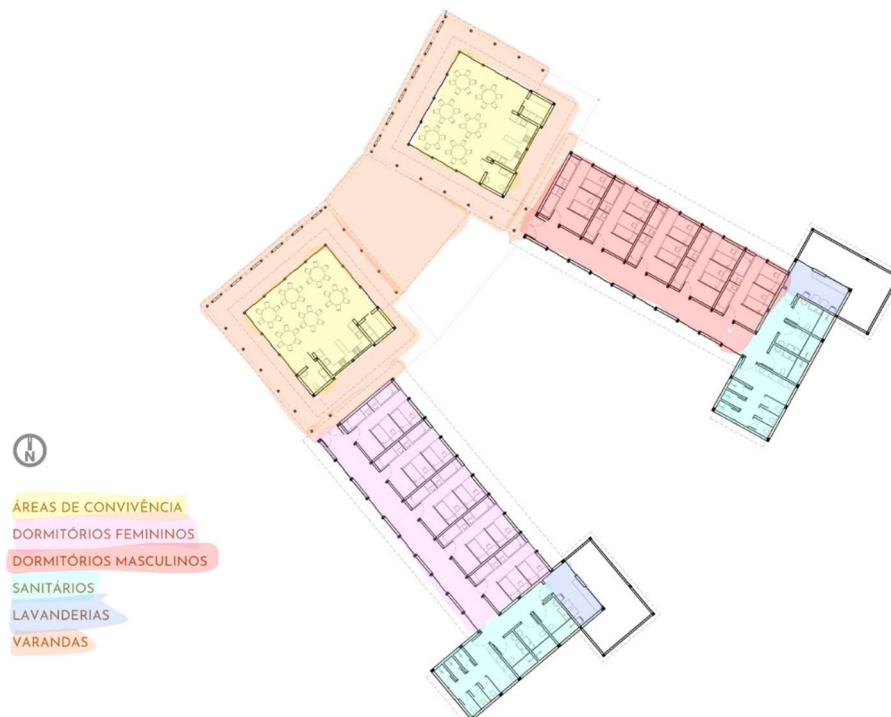 N
ÁREAS DE CONVIVÊNCIA
DORMITÓRIOS FEMININOS
DORMITÓRIOS MASCULINOS
SANITÁRIOS
LAVANDERIAS
VARANDAS